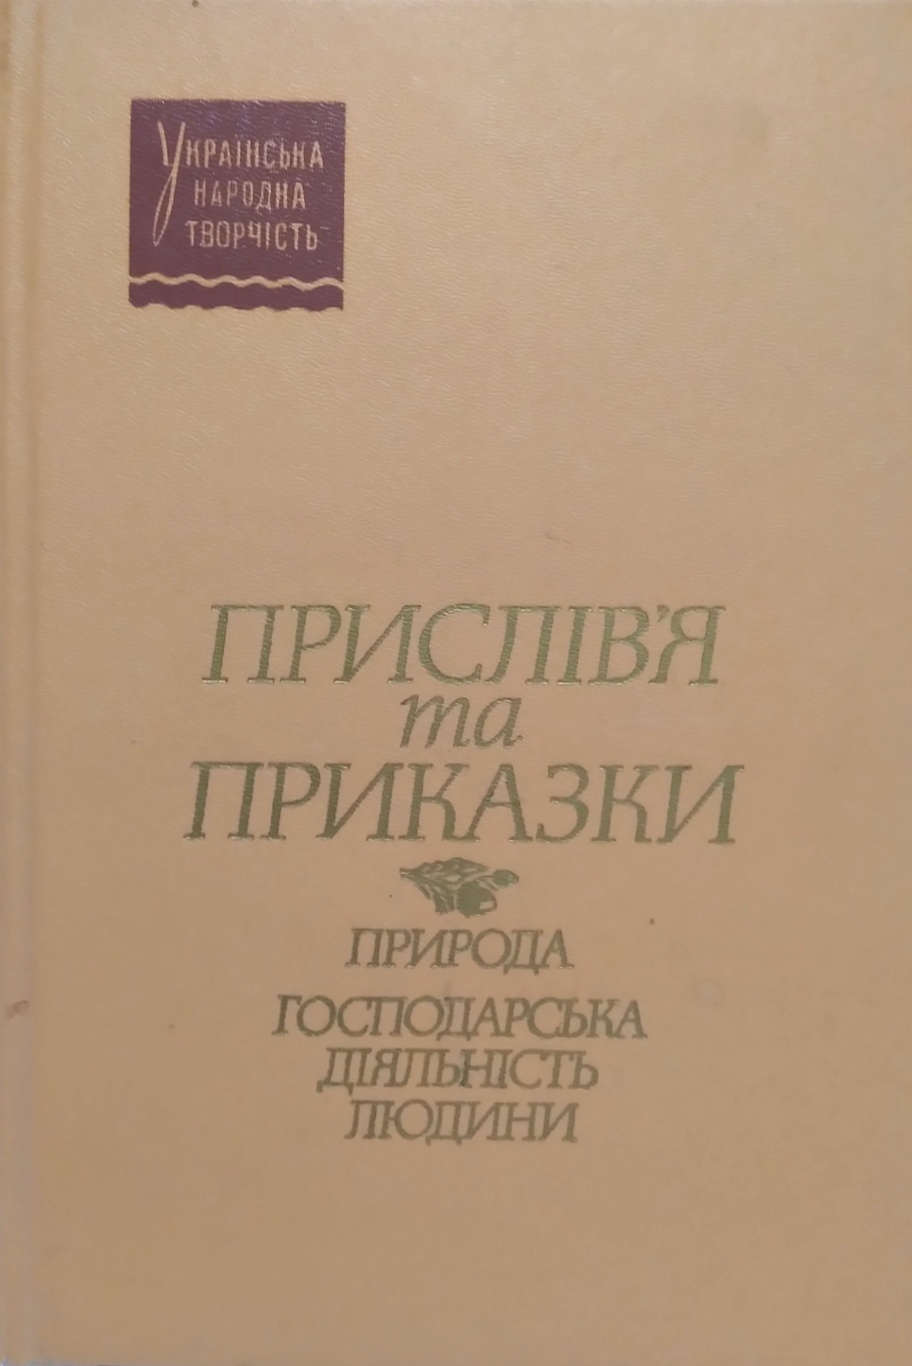 УКРАЇНСЬКА
НАРОДНА
ТВОРЧІСТЬ
ПРИСЛІВ'Я
та
ПРИКАЗКИ
ПРИРОДА
ГОСПОДАРСЬКА
ДІЯЛЬНІСТЬ
ЛЮДИНИ